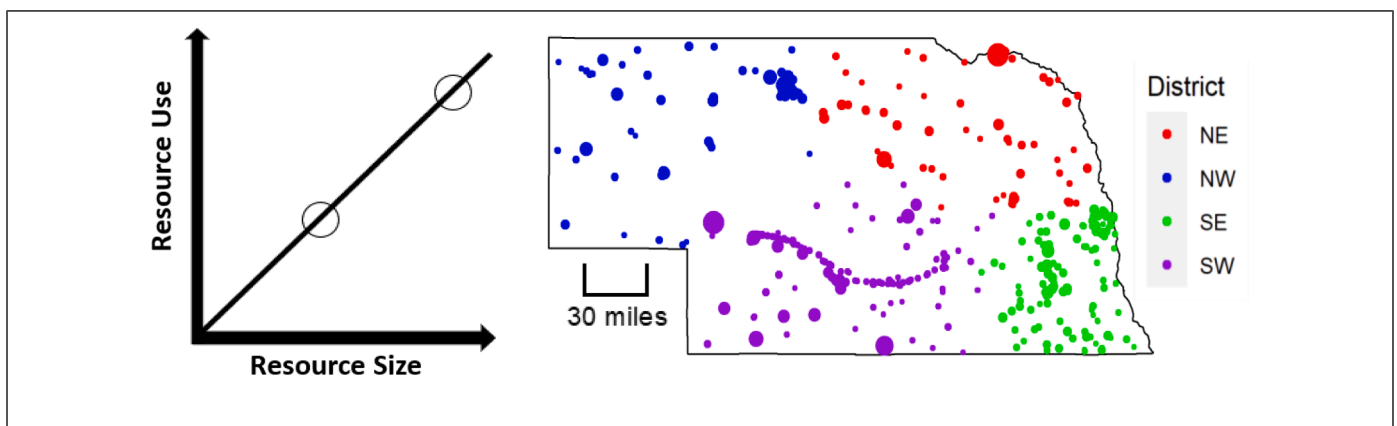 Resource Use
Resource Size
30 miles
District
NE
NW
SE
SW